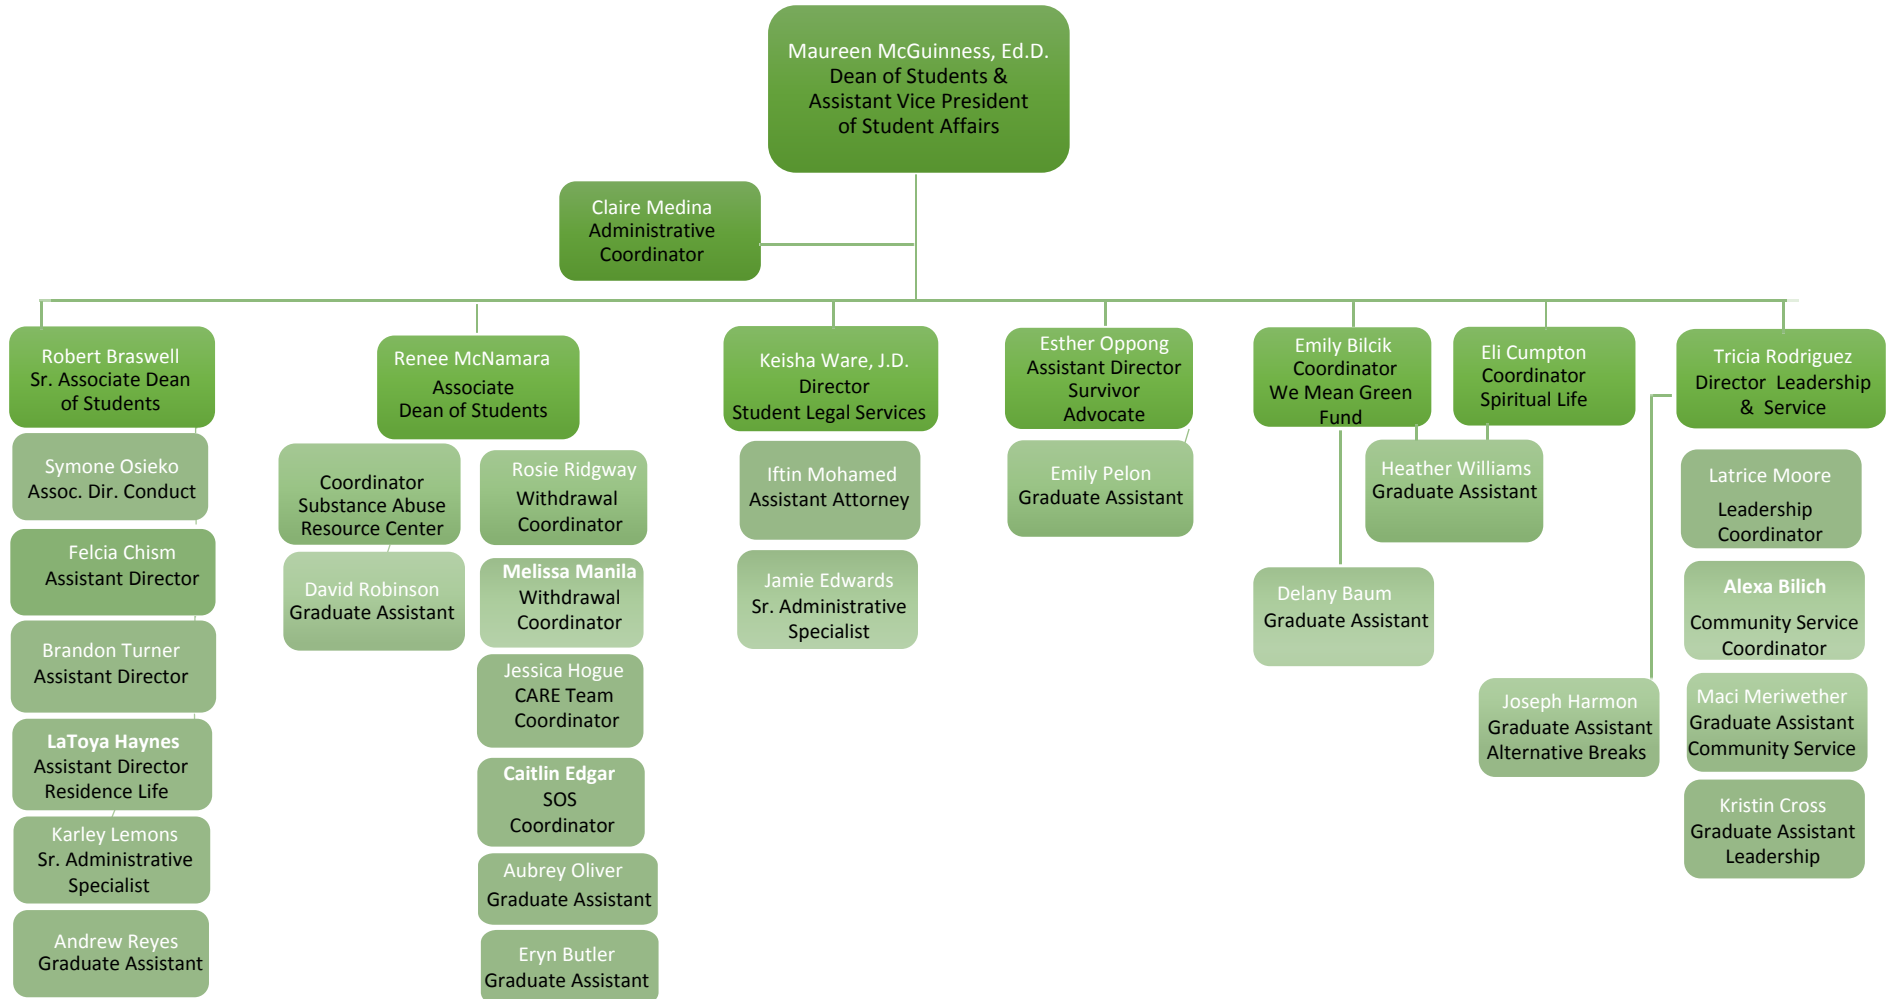 Maureen McGuinness, Ed.D.
Dean of Students &
Assistant Vice President
of Student Affairs
Claire Medina
Administrative
Coordinator
Robert Braswell
Sr. Associate Dean
of Students
Symone Osieko
Assoc. Dir. Conduct
Felcia Chism
Assistant Director
Brandon Turner
Assistant Director
LaToya Haynes
Assistant Director
Residence Life
Karley Lemons
Sr. Administrative
Specialist
Andrew Reyes
Graduate Assistant
Renee McNamara
Associate
Dean of Students
Coordinator
Substance Abuse
Resource Center
David Robinson
Graduate Assistant
Rosie Ridgway
Withdrawal
Coordinator
Melissa Manila
Withdrawal
Coordinator
Jessica Hogue
CARE Team
Coordinator
Caitlin Edgar
SOS
Coordinator
Aubrey Oliver
Graduate Assistant
Eryn Butler
Graduate Assistant
Keisha Ware, J.D.
Director
Student Legal Services
Iftin Mohamed
Assistant Attorney
Jamie Edwards
Sr. Administrative
Specialist
Esther Oppong
Assistant Director
Survivor
Advocate
Emily Pelon
Graduate Assistant
Emily Bilcik
Coordinator
We Mean Green
Fund
Eli Cumpton
Coordinator
Spiritual Life
Heather Williams
Graduate Assistant
Delany Baum
Graduate Assistant
Tricia Rodriguez
Director Leadership
& Service
Joseph Harmon
Graduate Assistant
Alternative Breaks
Latrice Moore
Leadership
Coordinator
Alexa Bilich
Community Service
Coordinator
Maci Meriwether
Graduate Assistant
Community Service
Kristin Cross
Graduate Assistant
Leadership